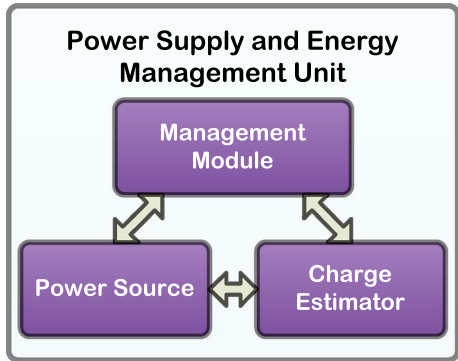 Power Supply and Energy
Management Unit
Management
Module
Power Source
Charge
Estimator